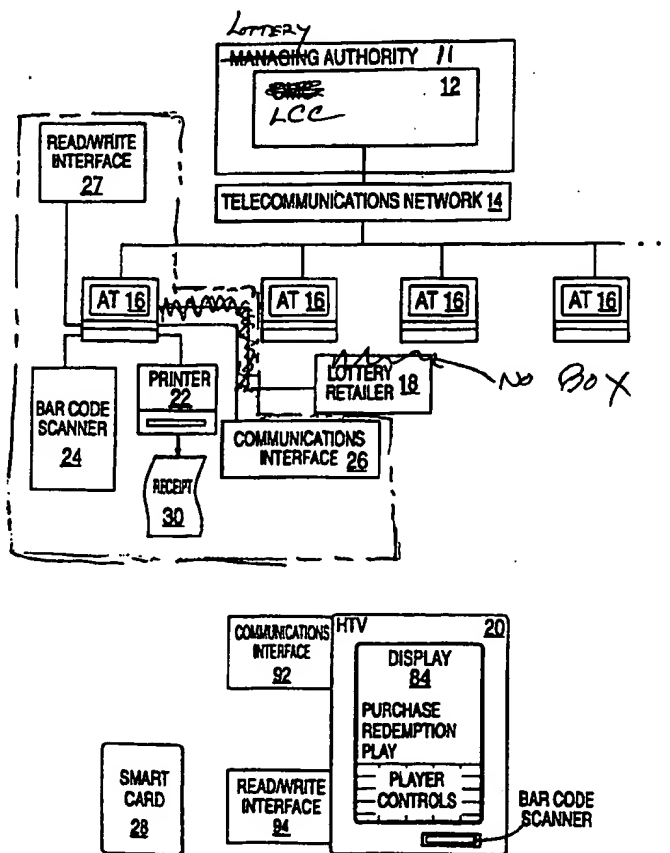 LOTTERY
MANAGING AUTHORITY 11
12
LCC
READ/WRITE
INTERFACE
27
TELECOMMUNICATIONS NETWORK 14
AT 16
AT 16
AT 16
AT 16
LOTTERY
RETAILER 18
NO BOX
PRINTER
22
BAR CODE
SCANNER
24
COMMUNICATIONS
INTERFACE 26
RECEIPT
30
COMMUNICATIONS
INTERFACE
92
HTV 20
DISPLAY
84
PURCHASE
REDEMPTION
PLAY
PLAYER
CONTROLS
SMART
CARD
28
READ/WRITE
INTERFACE
94
BAR CODE
SCANNER